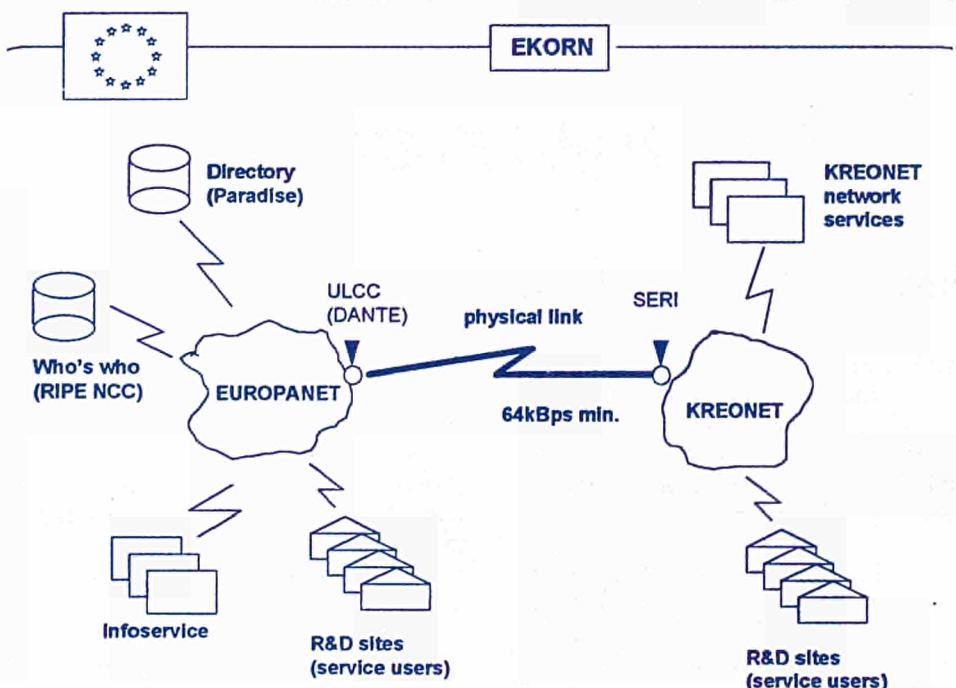 EKORN
Directory
(Paradise)
KREONET
network
services
ULCC
(DANTE)
physical link
SERI
Who's who
(RIPE NCC)
EUROPANET
64kBps min.
KREONET
Infoservice
R&D sites
(service users)
R&D sites
(service users)